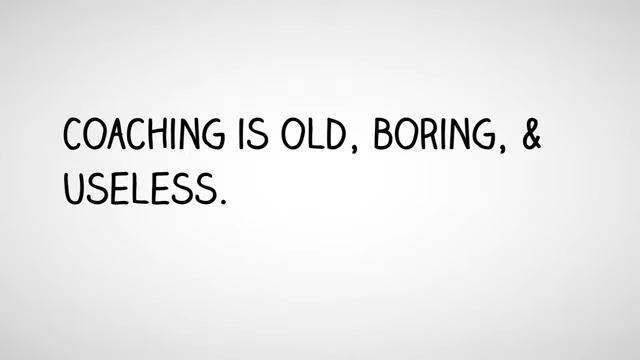 COACHING IS OLD, BORING, &
USELESS.